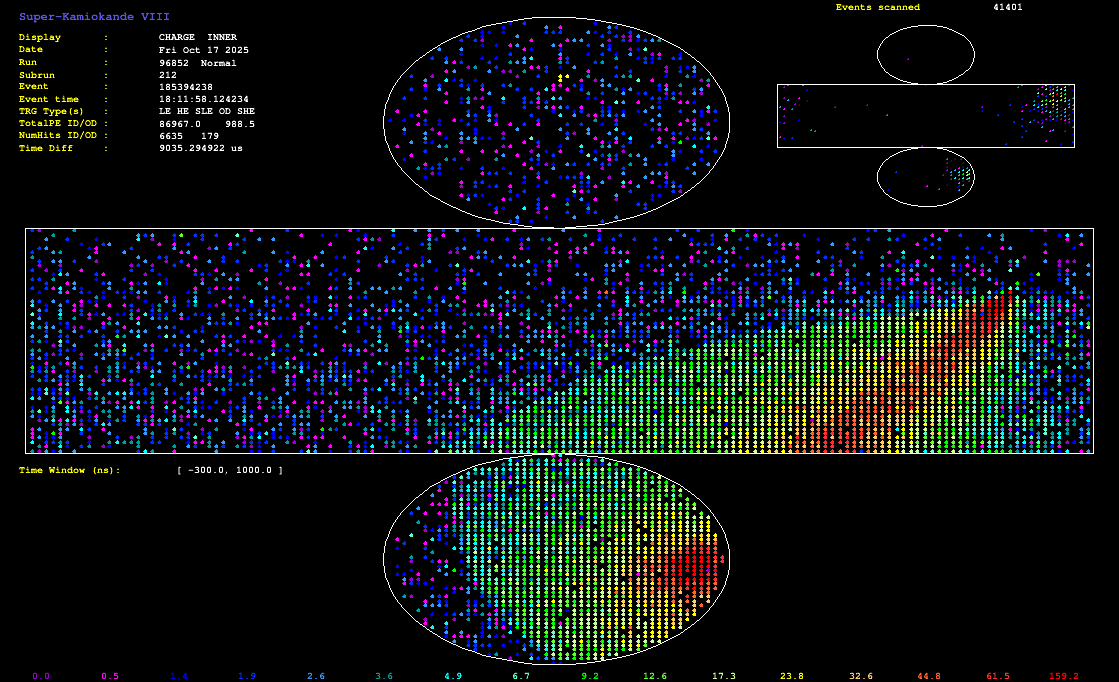 Super-Kamiokande VIII
Events scanned 41401
Display : CHARGE INNER
Date : Fri Oct 17 2025
Run : 96852 Normal
Subrun : 212
Event : 185394238
Event time : 18:11:58.124234
TRG Type(s) : LE HE SLE OD SHE
TotalPE ID/OD : 86967.0 988.5
NumHits ID/OD : 6635 179
Time Diff : 9035.294922 us
Time Window (ns): [ -300.0, 1000.0 ]
0.0 0.5 1.4 1.9 2.6 3.6 4.9 6.7 9.2 12.6 17.3 23.8 32.6 44.8 61.5 159.2